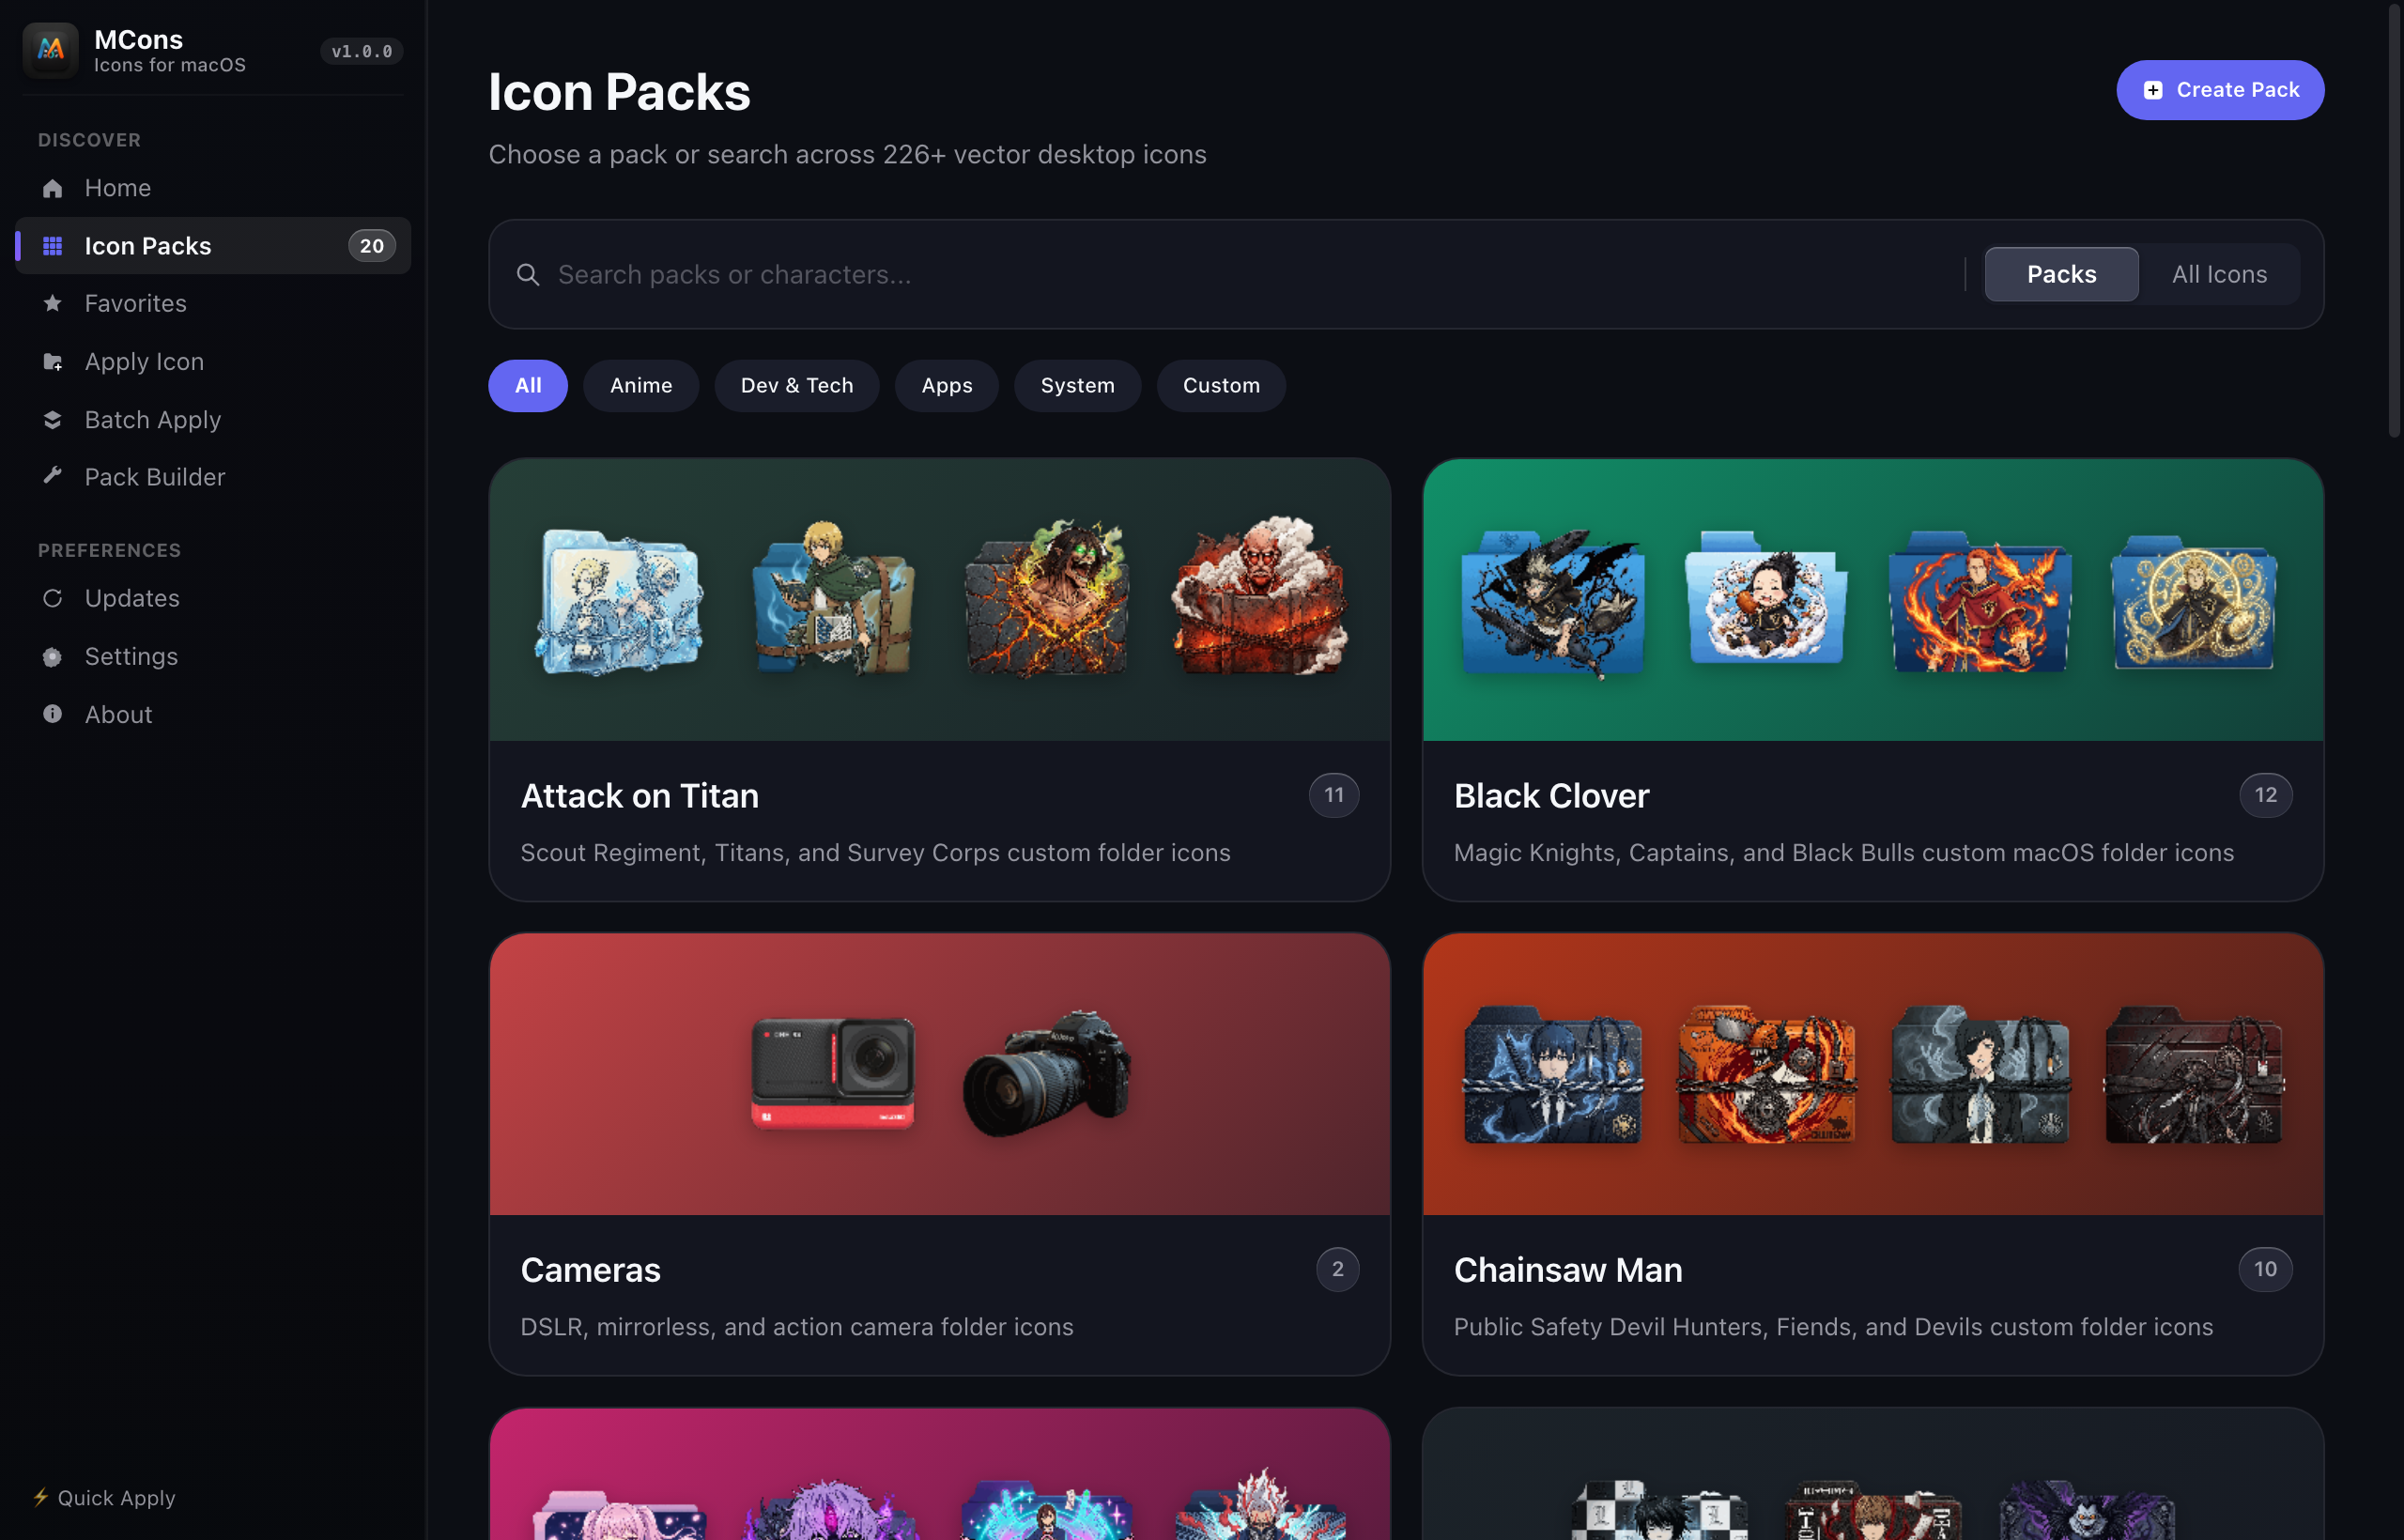 MCons
Icons for macOS
v1.0.0
DISCOVER
Home
Icon Packs
20
Favorites
Apply Icon
Batch Apply
Pack Builder
PREFERENCES
Updates
Settings
About
Quick Apply
Icon Packs
Choose a pack or search across 226+ vector desktop icons
Create Pack
Search packs or characters...
Packs
All Icons
All
Anime
Dev & Tech
Apps
System
Custom
Attack on Titan
11
Scout Regiment, Titans, and Survey Corps custom folder icons
Black Clover
12
Magic Knights, Captains, and Black Bulls custom macOS folder icons
Cameras
2
DSLR, mirrorless, and action camera folder icons
Chainsaw Man
10
Public Safety Devil Hunters, Fiends, and Devils custom folder icons
L
L